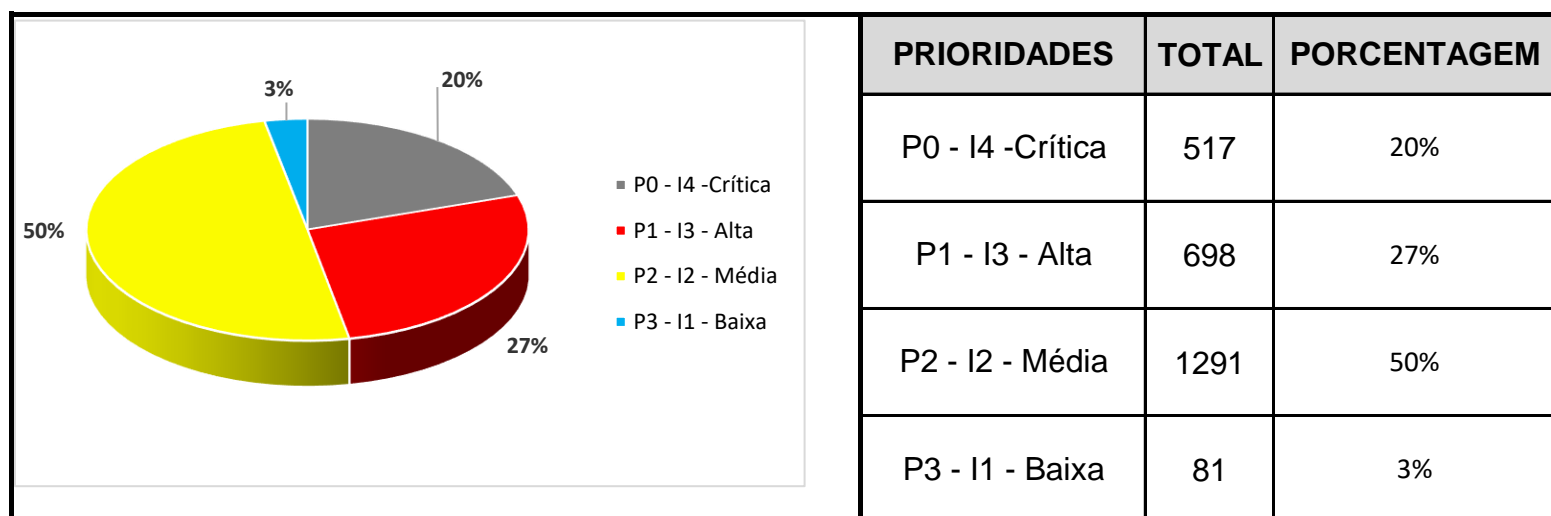 3%
20%
50%
27%
P0 - I4 -Crítica
P1 - I3 - Alta
P2 - I2 - Média
P3 - I1 - Baixa
PRIORIDADES TOTAL PORCENTAGEM
P0 - I4 -Crítica 517 20%
P1 - I3 - Alta 698 27%
P2 - I2 - Média 1291 50%
P3 - I1 - Baixa 81 3%